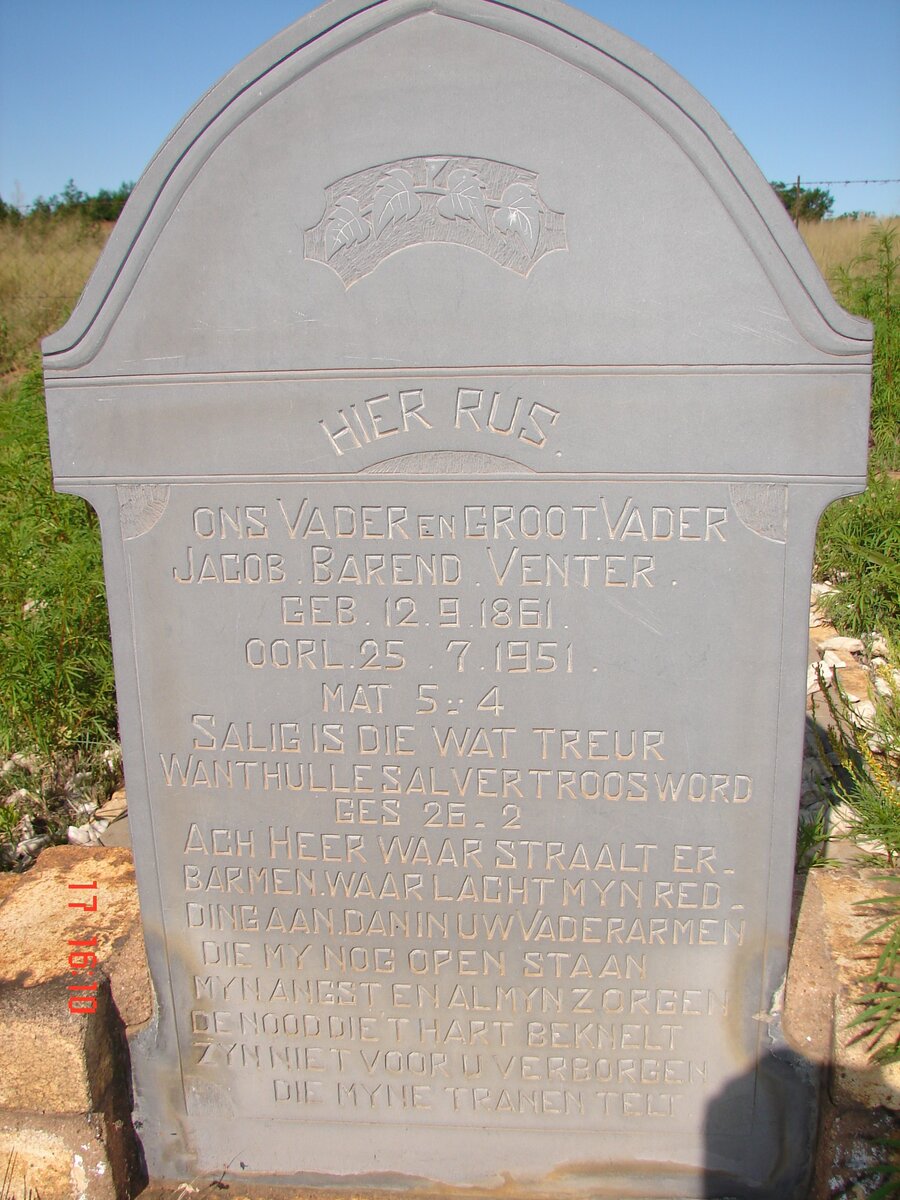 HIER RUS.
ONS VADER EN GROOT.VADER
JACOB. BAREND. VENTER.
GEB. 12.9.1861.
OORL.25.7.1951.
MAT 5:4
SALIG IS DIE WAT TREUR
WANT HULLE SAL VERTROOS WORD
GES 26-2
ACH HEER WAAR STRAALT ER-
BARMEN. WAAR LACHT MYN RED-
DING AAN. DAN IN UW VADERARMEN
DIE MY NOG OPEN STAAN
MYN ANGST EN AL MYN ZORGEN
DE NOOD DIE'T HART BEKNELT
ZYN NIET VOOR U VERBORGEN
DIE MYNE TRANEN TELT.
17 16:10